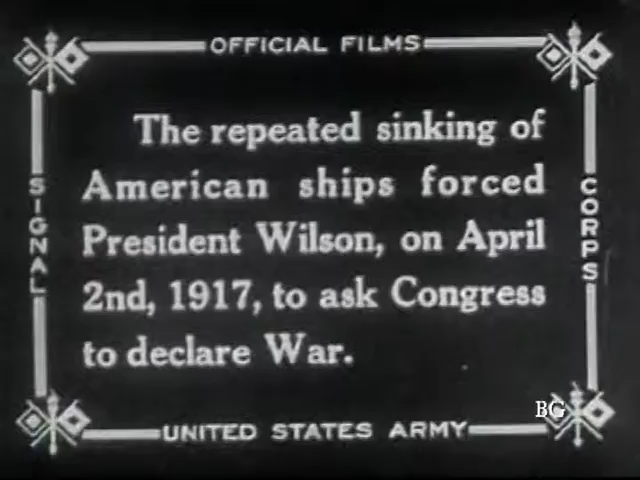 OFFICIAL FILMS
The repeated sinking of
American ships forced
President Wilson, on April
2nd, 1917, to ask Congress
to declare War.
SIGNAL
CORPS
BG
UNITED STATES ARMY